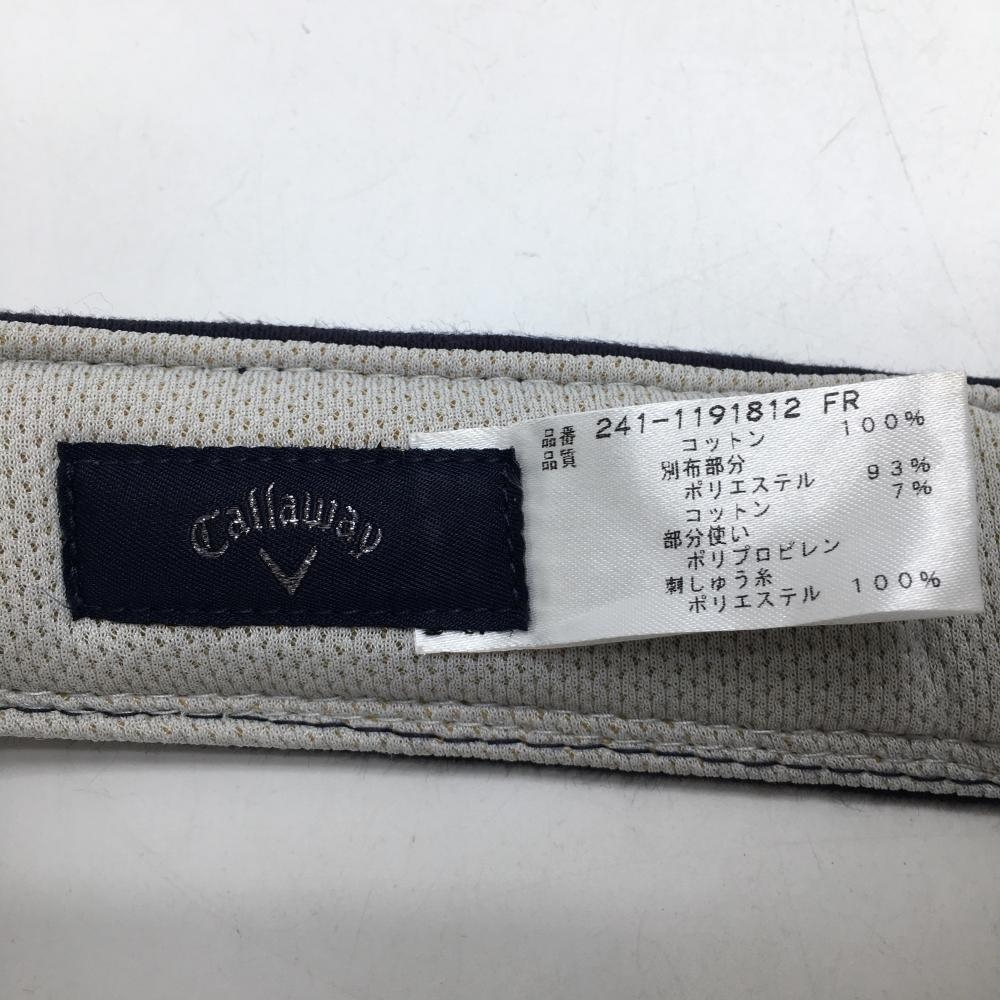 Callaway
品番 241-1191812 FR
品質 コットン 100%
別布部分
ポリエステル 93%
コットン 7%
部分使い
ポリプロピレン
刺しゅう糸
ポリエステル 100%